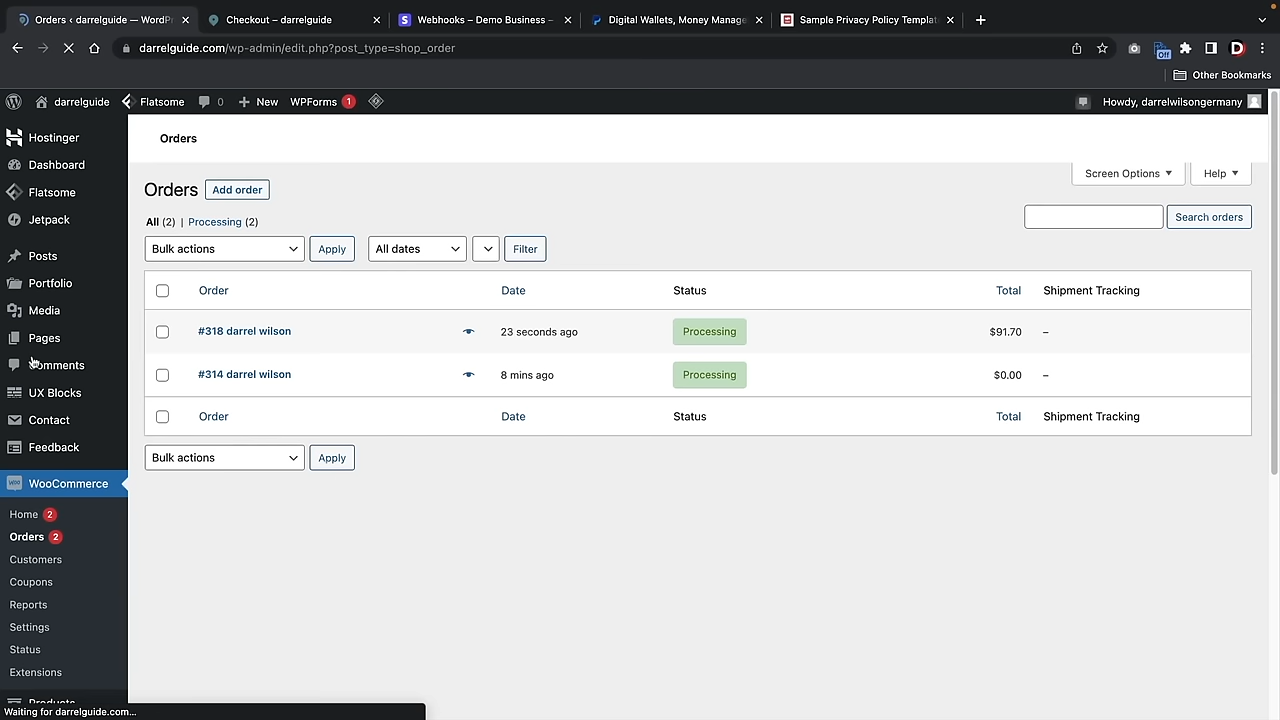 Orders ‹ darrelguide — WordPr
Checkout – darrelguide
Webhooks – Demo Business –
Digital Wallets, Money Manage
Sample Privacy Policy Templat
darrelguide.com/wp-admin/edit.php?post_type=shop_order
Off
D
Other Bookmarks
darrelguide
Flatsome
0
New
WPForms 1
Howdy, darrelwilsongermany
Hostinger
Dashboard
Flatsome
Jetpack
Posts
Portfolio
Media
Pages
Comments
UX Blocks
Contact
Feedback
WooCommerce
Home 2
Orders 2
Customers
Coupons
Reports
Settings
Status
Extensions
Products
Waiting for darrelguide.com...
Orders
Screen Options
Help
Orders Add order
All (2) | Processing (2)
Search orders
Bulk actions Apply All dates Filter
Order Date Status Total Shipment Tracking
#318 darrel wilson 23 seconds ago Processing $91.70 –
#314 darrel wilson 8 mins ago Processing $0.00 –
Order Date Status Total Shipment Tracking
Bulk actions Apply